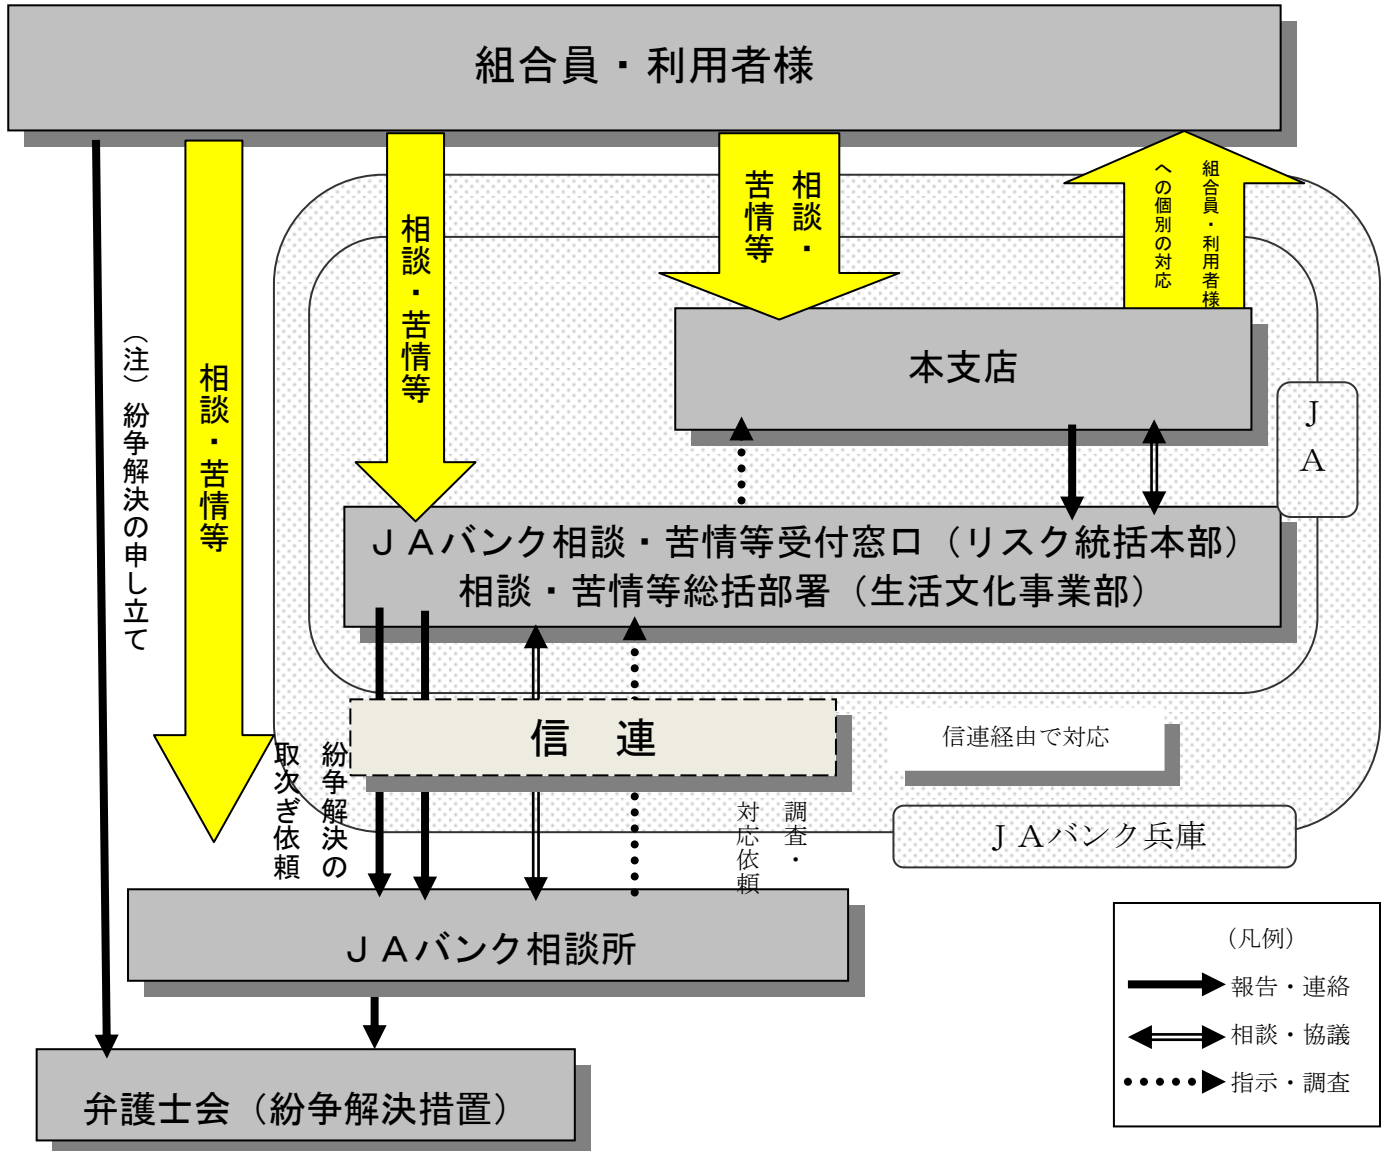 組合員・利用者様
（注）紛争解決の申し立て
相談・苦情等
相談・苦情等
相談・
苦情等
組合員・利用者様
への個別の対応
本支店
ＪＡ
ＪＡバンク相談・苦情等受付窓口（リスク統括本部）
相談・苦情等総括部署（生活文化事業部）
信　連
信連経由で対応
紛争解決の
取次ぎ依頼
調査・
対応依頼
ＪＡバンク兵庫
ＪＡバンク相談所
弁護士会（紛争解決措置）
（凡例）
報告・連絡
相談・協議
指示・調査